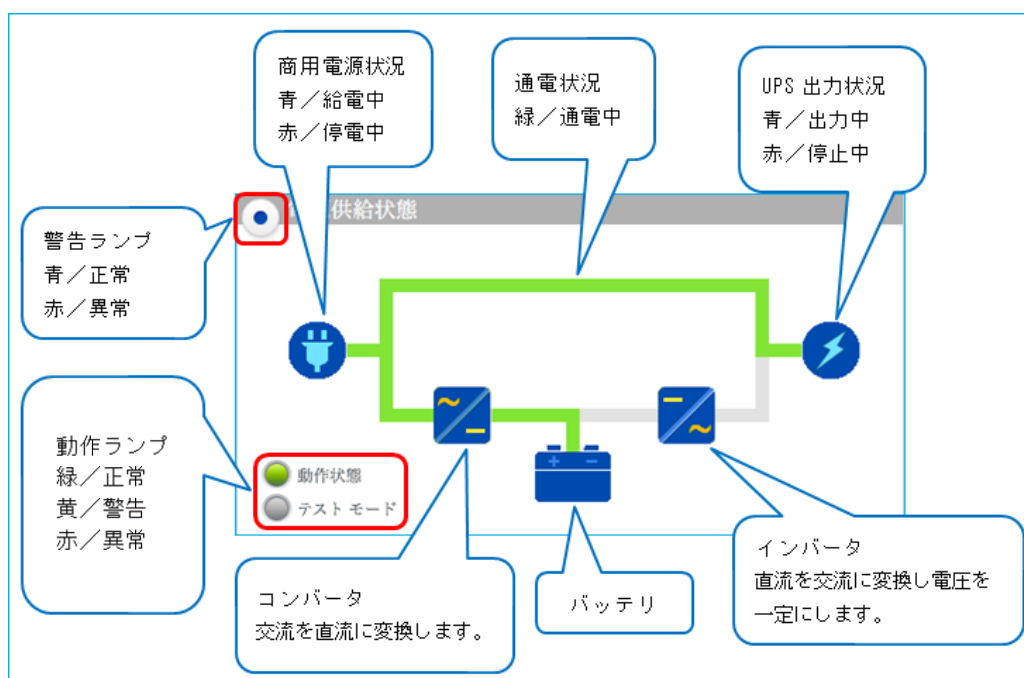 商用電源状況
青／給電中
赤／停電中
通電状況
緑／通電中
UPS 出力状況
青／出力中
赤／停止中
供給状態
警告ランプ
青／正常
赤／異常
動作ランプ
緑／正常
黄／警告
赤／異常
動作状態
テストモード
コンバータ
交流を直流に変換します。
バッテリ
インバータ
直流を交流に変換し電圧を
一定にします。